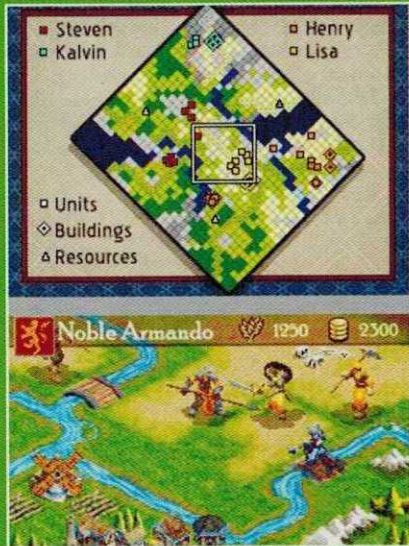 Steven
Henry
Kalvin
Lisa
Units
Buildings
Resources
Noble Armando 1250 2300